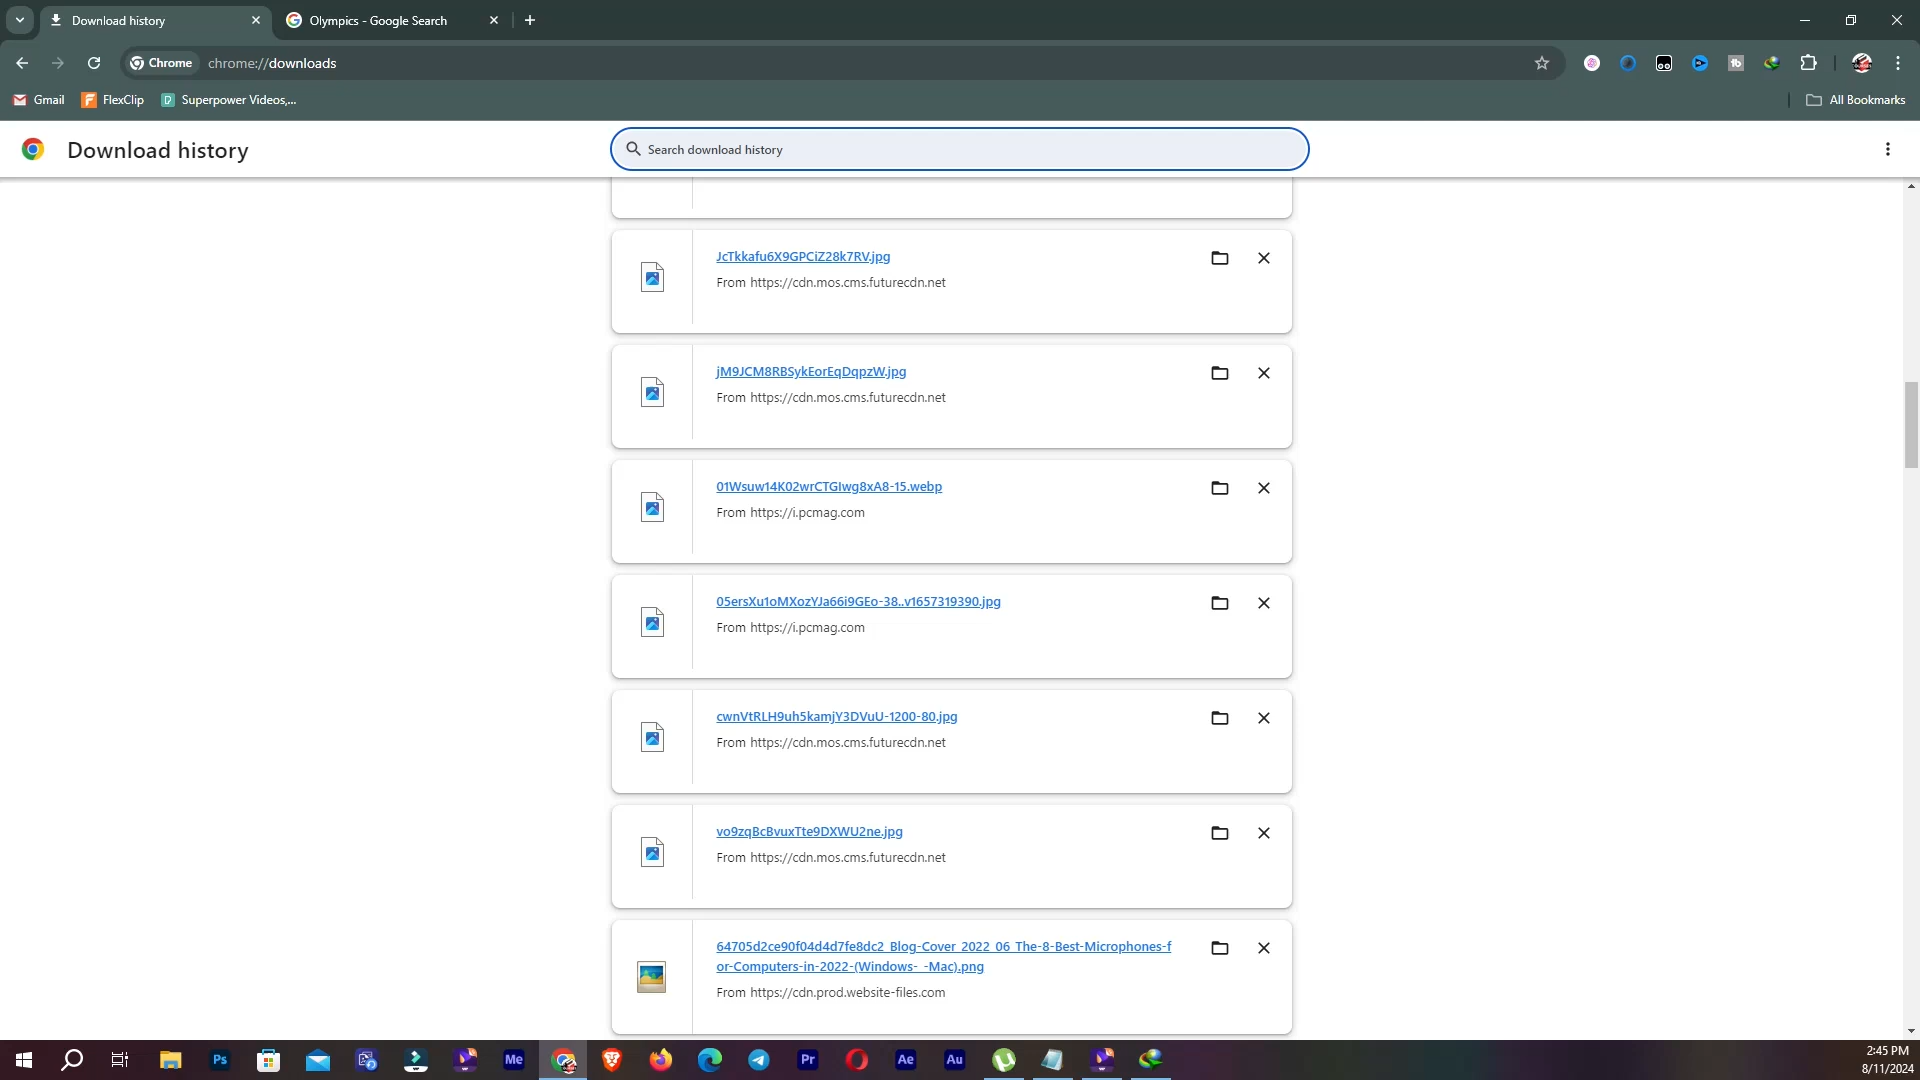 Download history
Olympics - Google Search
Chrome
chrome://downloads
Gmail
FlexClip
Superpower Videos,...
All Bookmarks
Download history
Search download history
JcTkkafu6X9GPCiZ28k7RV.jpg
From https://cdn.mos.cms.futurecdn.net
jM9JCM8RBSykEorEqDqpzW.jpg
From https://cdn.mos.cms.futurecdn.net
01Wsuw14K02wrCTGIwg8xA8-15.webp
From https://i.pcmag.com
05ersXu1oMXozYJa66i9GEo-38..v1657319390.jpg
From https://i.pcmag.com
cwnVtRLH9uh5kamjY3DVuU-1200-80.jpg
From https://cdn.mos.cms.futurecdn.net
vo9zqBcBvuxTte9DXWU2ne.jpg
From https://cdn.mos.cms.futurecdn.net
64705d2ce90f04d4d7fe8dc2_Blog-Cover_2022_06_The-8-Best-Microphones-f
or-Computers-in-2022-(Windows-_-Mac).png
From https://cdn.prod.website-files.com
Ps
Me
Pr
Ae
Au
2:45 PM
8/11/2024